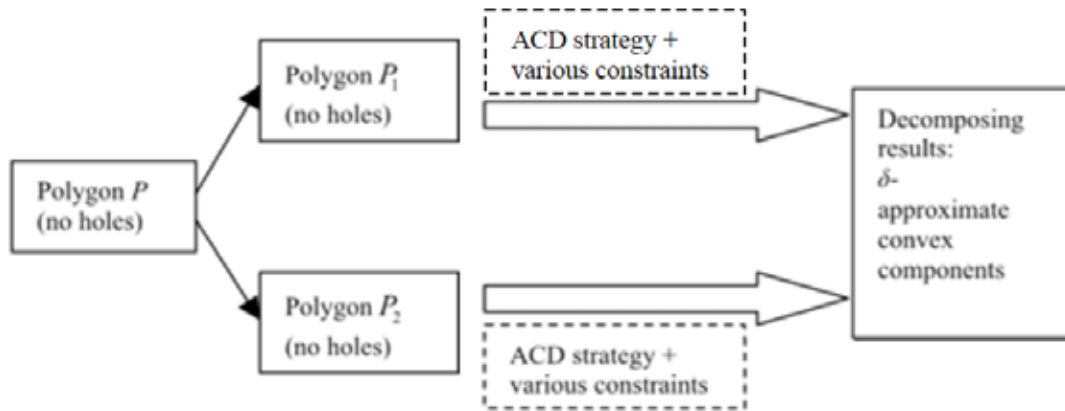 ACD strategy +
various constraints
Polygon P₁
(no holes)
Decomposing
results:
δ-
approximate
convex
components
Polygon P
(no holes)
Polygon P₂
(no holes)
ACD strategy +
various constraints